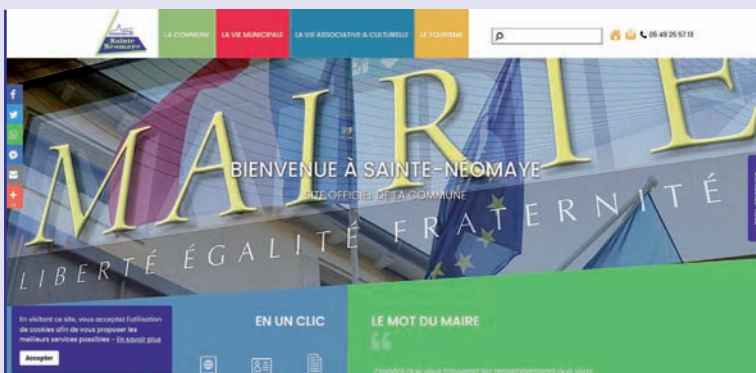 Sainte
Néomaye
LA COMMUNE
LA VIE MUNICIPALE
LA VIE ASSOCIATIVE & CULTURELLE
LE TOURISME
05 49 25 57 13
MAIRIE
BIENVENUE À SAINTE-NÉOMAYE
SITE OFFICIEL DE LA COMMUNE
LIBERTÉ ÉGALITÉ FRATERNITÉ
En visitant ce site, vous acceptez l'utilisation
de cookies afin de vous proposer les
meilleurs services possibles - En savoir plus
Accepter
EN UN CLIC
LE MOT DU MAIRE